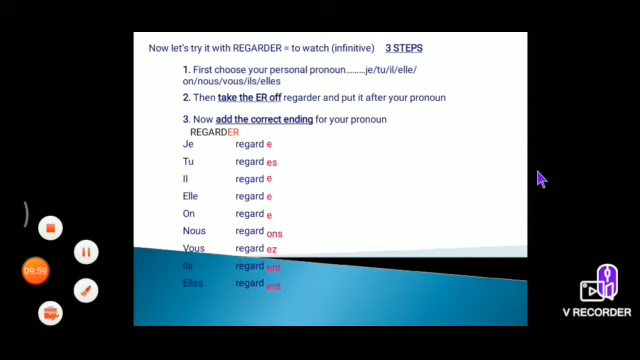 Now let's try it with REGARDER = to watch (infinitive) 3 STEPS
1. First choose your personal pronoun........je/tu/il/elle/
on/nous/vous/ils/elles
2. Then take the ER off regarder and put it after your pronoun
3. Now add the correct ending for your pronoun
REGARDER
Je regard e
Tu regard es
Il regard e
Elle regard e
On regard e
Nous regard ons
Vous regard ez
Ils regard ent
Elles regard ent
09:59
V RECORDER